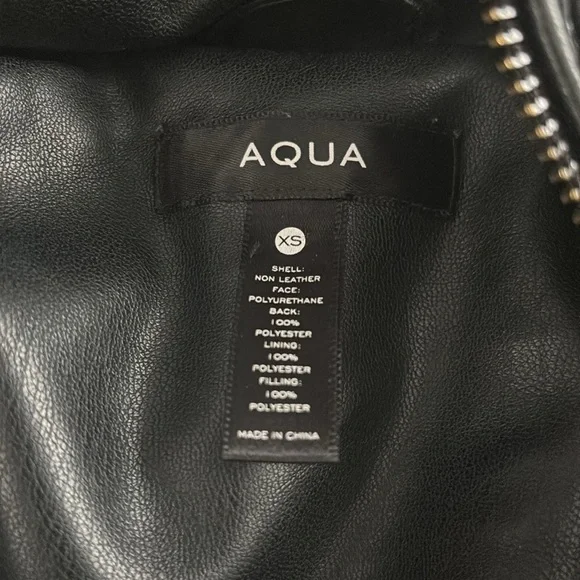 AQUA
XS
SHELL:
NON LEATHER
FACE:
POLYURETHANE
BACK:
100%
POLYESTER
LINING:
100%
POLYESTER
FILLING:
100%
POLYESTER
MADE IN CHINA